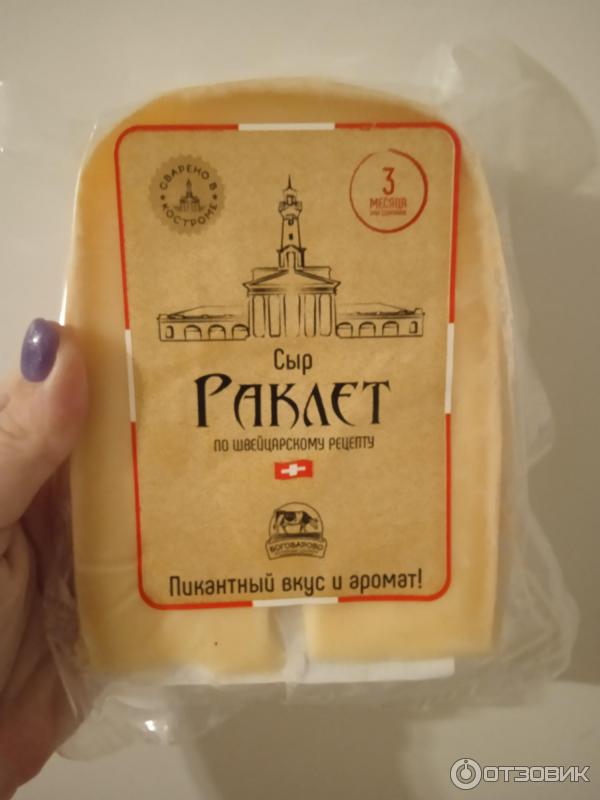 СВАРЕНО В
КОСТРОМЕ
3
МЕСЯЦА
Сыр
РАКЛЕТ
ПО ШВЕЙЦАРСКОМУ РЕЦЕПТУ
БОГОВАРОВО
Пикантный вкус и аромат!
ОТЗОВИК